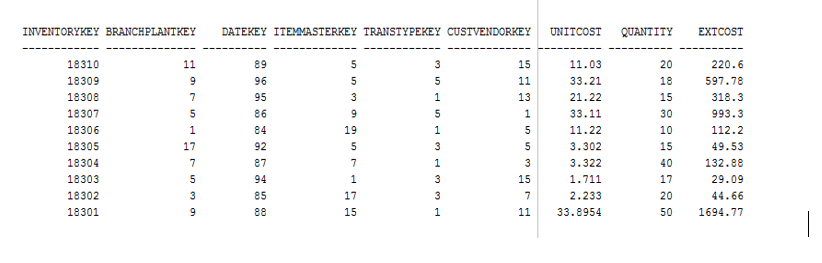 INVENTORYKEY BRANCHPLANTKEY DATEKEY ITEMMASTERKEY TRANSTYPEKEY CUSTVENDORKEY UNITCOST QUANTITY EXTCOST
------------ -------------- ---------- ------------- ------------ ------------- ---------- ---------- ----------
18310 11 89 5 3 15 11.03 20 220.6
18309 9 96 5 5 11 33.21 18 597.78
18308 7 95 3 1 13 21.22 15 318.3
18307 5 86 9 5 1 33.11 30 993.3
18306 1 84 19 1 5 11.22 10 112.2
18305 17 92 5 3 5 3.302 15 49.53
18304 7 87 7 1 3 3.322 40 132.88
18303 5 94 1 3 15 1.711 17 29.09
18302 3 85 17 3 7 2.233 20 44.66
18301 9 88 15 1 11 33.8954 50 1694.77